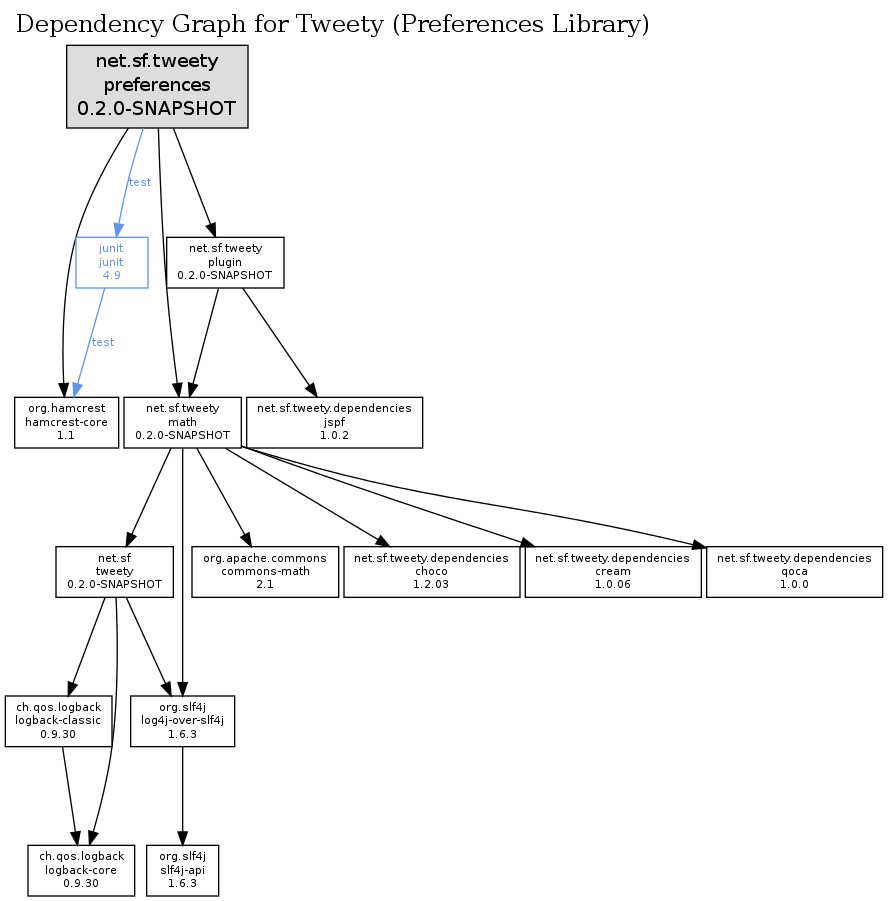 Dependency Graph for Tweety (Preferences Library)
net.sf.tweety
preferences
0.2.0-SNAPSHOT
test
junit
junit
4.9
net.sf.tweety
plugin
0.2.0-SNAPSHOT
test
org.hamcrest
hamcrest-core
1.1
net.sf.tweety
math
0.2.0-SNAPSHOT
net.sf.tweety.dependencies
jspf
1.0.2
net.sf
tweety
0.2.0-SNAPSHOT
org.apache.commons
commons-math
2.1
net.sf.tweety.dependencies
choco
1.2.03
net.sf.tweety.dependencies
cream
1.0.06
net.sf.tweety.dependencies
qoca
1.0.0
ch.qos.logback
logback-classic
0.9.30
org.slf4j
log4j-over-slf4j
1.6.3
ch.qos.logback
logback-core
0.9.30
org.slf4j
slf4j-api
1.6.3